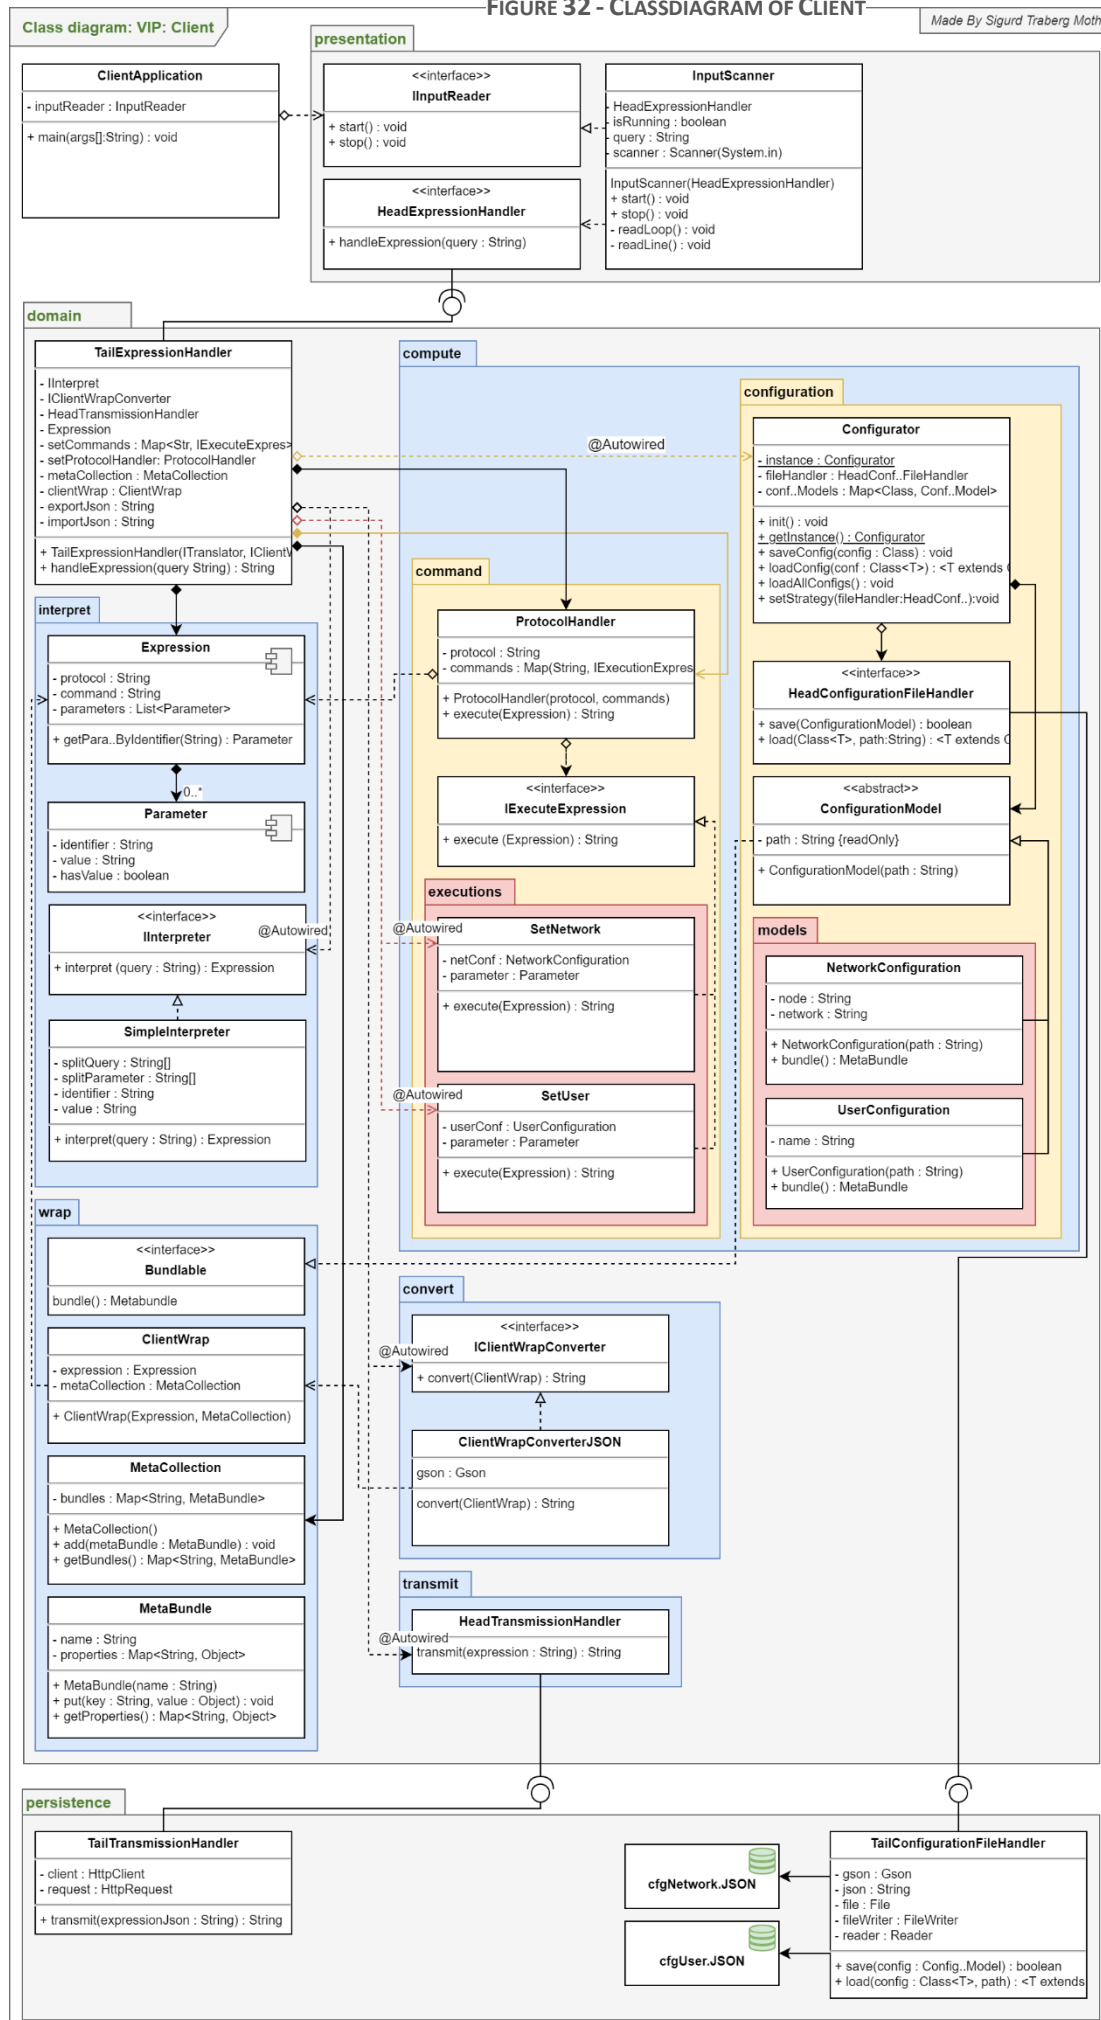 FIGURE 32 - CLASSDIAGRAM OF CLIENT
Class diagram: VIP: Client
Made By Sigurd Traberg Moth
presentation
ClientApplication
- inputReader : InputReader
+ main(args[]:String) : void
<<interface>>
IInputReader
+ start() : void
+ stop() : void
InputScanner
- HeadExpressionHandler
- isRunning : boolean
- query : String
- scanner : Scanner(System.in)
InputScanner(HeadExpressionHandler)
+ start() : void
+ stop() : void
- readLoop() : void
- readLine() : void
<<interface>>
HeadExpressionHandler
+ handleExpression(query : String)
domain
TailExpressionHandler
- IInterpret
- IClientWrapConverter
- HeadTransmissionHandler
- Expression
- setCommands : Map<Str, IExecuteExpres>
- setProtocolHandler: ProtocolHandler
- metaCollection : MetaCollection
- clientWrap : ClientWrap
- exportJson : String
- importJson : String
+ TailExpressionHandler(ITranslator, IClientW
+ handleExpression(query String) : String
compute
@Autowired
configuration
Configurator
- instance : Configurator
- fileHandler : HeadConf..FileHandler
- conf..Models : Map<Class, Conf..Model>
+ init() : void
+ getInstance() : Configurator
+ saveConfig(config : Class) : void
+ loadConfig(conf : Class<T>) : <T extends C
+ loadAllConfigs() : void
+ setStrategy(fileHandler:HeadConf..):void
<<interface>>
HeadConfigurationFileHandler
+ save(ConfigurationModel) : boolean
+ load(Class<T>, path:String) : <T extends C
<<abstract>>
ConfigurationModel
- path : String {readOnly}
+ ConfigurationModel(path : String)
models
NetworkConfiguration
- node : String
- network : String
+ NetworkConfiguration(path : String)
+ bundle() : MetaBundle
UserConfiguration
- name : String
+ UserConfiguration(path : String)
+ bundle() : MetaBundle
command
ProtocolHandler
- protocol : String
- commands : Map(String, IExecutionExpres
+ ProtocolHandler(protocol, commands)
+ execute(Expression) : String
<<interface>>
IExecuteExpression
+ execute (Expression) : String
executions
@Autowired
SetNetwork
- netConf : NetworkConfiguration
- parameter : Parameter
+ execute(Expression) : String
@Autowired
SetUser
- userConf : UserConfiguration
- parameter : Parameter
+ execute(Expression) : String
interpret
Expression
- protocol : String
- command : String
- parameters : List<Parameter>
+ getPara..ByIdentifier(String) : Parameter
0..*
Parameter
- identifier : String
- value : String
- hasValue : boolean
<<interface>>
IInterpreter
@Autowired
+ interpret (query : String) : Expression
SimpleInterpreter
- splitQuery : String[]
- splitParameter : String[]
- identifier : String
- value : String
+ interpret(query : String) : Expression
wrap
<<interface>>
Bundlable
bundle() : Metabundle
ClientWrap
- expression : Expression
- metaCollection : MetaCollection
+ ClientWrap(Expression, MetaCollection)
MetaCollection
- bundles : Map<String, MetaBundle>
+ MetaCollection()
+ add(metaBundle : MetaBundle) : void
+ getBundles() : Map<String, MetaBundle>
MetaBundle
- name : String
- properties : Map<String, Object>
+ MetaBundle(name : String)
+ put(key : String, value : Object) : void
+ getProperties() : Map<String, Object>
convert
<<interface>>
IClientWrapConverter
@Autowired
+ convert(ClientWrap) : String
ClientWrapConverterJSON
gson : Gson
convert(ClientWrap) : String
transmit
HeadTransmissionHandler
@Autowired
transmit(expression : String) : String
persistence
TailTransmissionHandler
- client : HttpClient
- request : HttpRequest
+ transmit(expressionJson : String) : String
cfgNetwork.JSON
cfgUser.JSON
TailConfigurationFileHandler
- gson : Gson
- json : String
- file : File
- fileWriter : FileWriter
- reader : Reader
+ save(config : Config..Model) : boolean
+ load(config : Class<T>, path) : <T extends